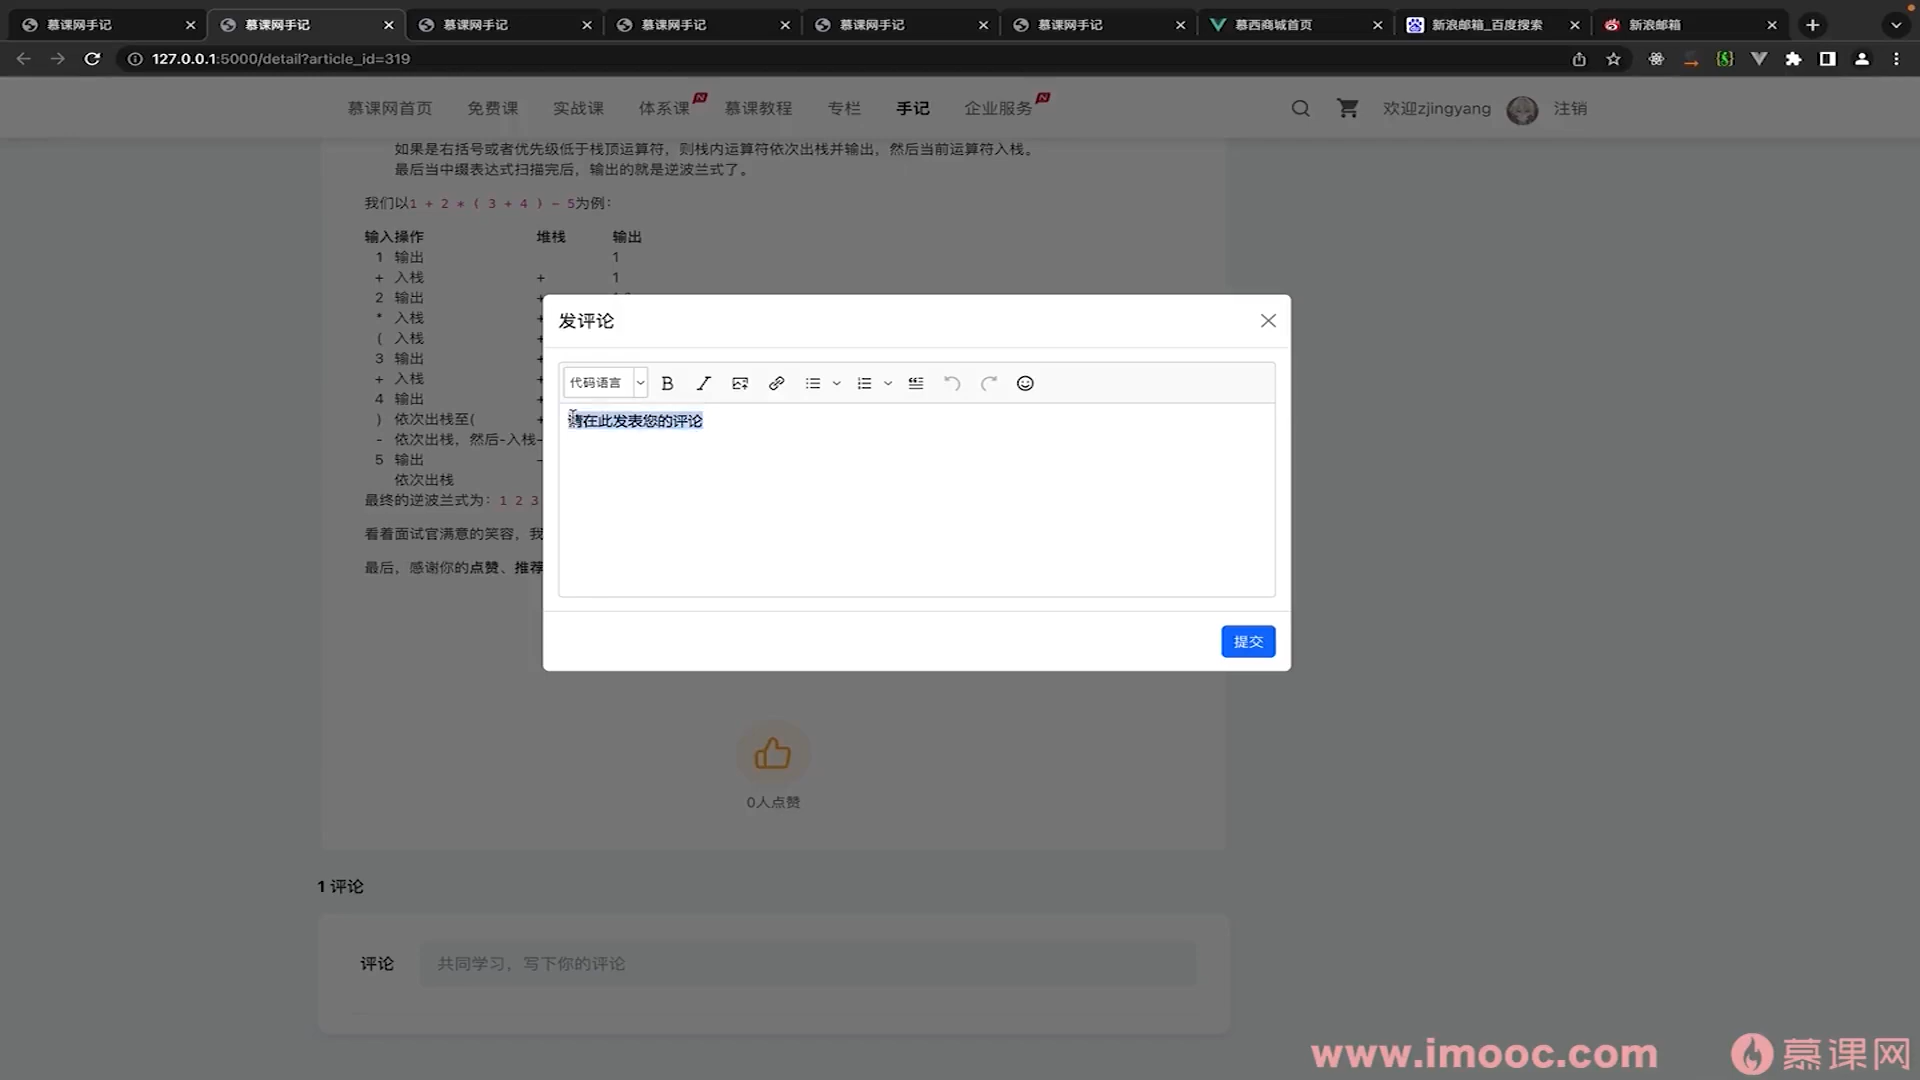 慕课网手记 慕课网手记 慕课网手记 慕课网手记 慕课网手记 慕课网手记 慕西商城首页 新浪邮箱_百度搜索 新浪邮箱
127.0.0.1:5000/detail?article_id=319
慕课网首页 免费课 实战课 体系课 慕课教程 专栏 手记 企业服务 欢迎zjingyang 注销
如果是右括号或者优先级低于栈顶运算符，则栈内运算符依次出栈并输出，然后当前运算符入栈。
最后当中缀表达式扫描完后，输出的就是逆波兰式了。
我们以1 + 2 * ( 3 + 4 ) - 5为例：
输入操作 堆栈 输出
1 输出 1
+ 入栈 + 1
2 输出 +
* 入栈 +
( 入栈 +
3 输出 +
+ 入栈 +
4 输出 +
) 依次出栈至( +
- 依次出栈，然后-入栈-
5 输出 -
依次出栈
最终的逆波兰式为：1 2 3
看着面试官满意的笑容，我
最后，感谢你的点赞、推荐
发评论
代码语言
请在此发表您的评论
提交
0人点赞
1 评论
评论 共同学习，写下你的评论
www.imooc.com 慕课网